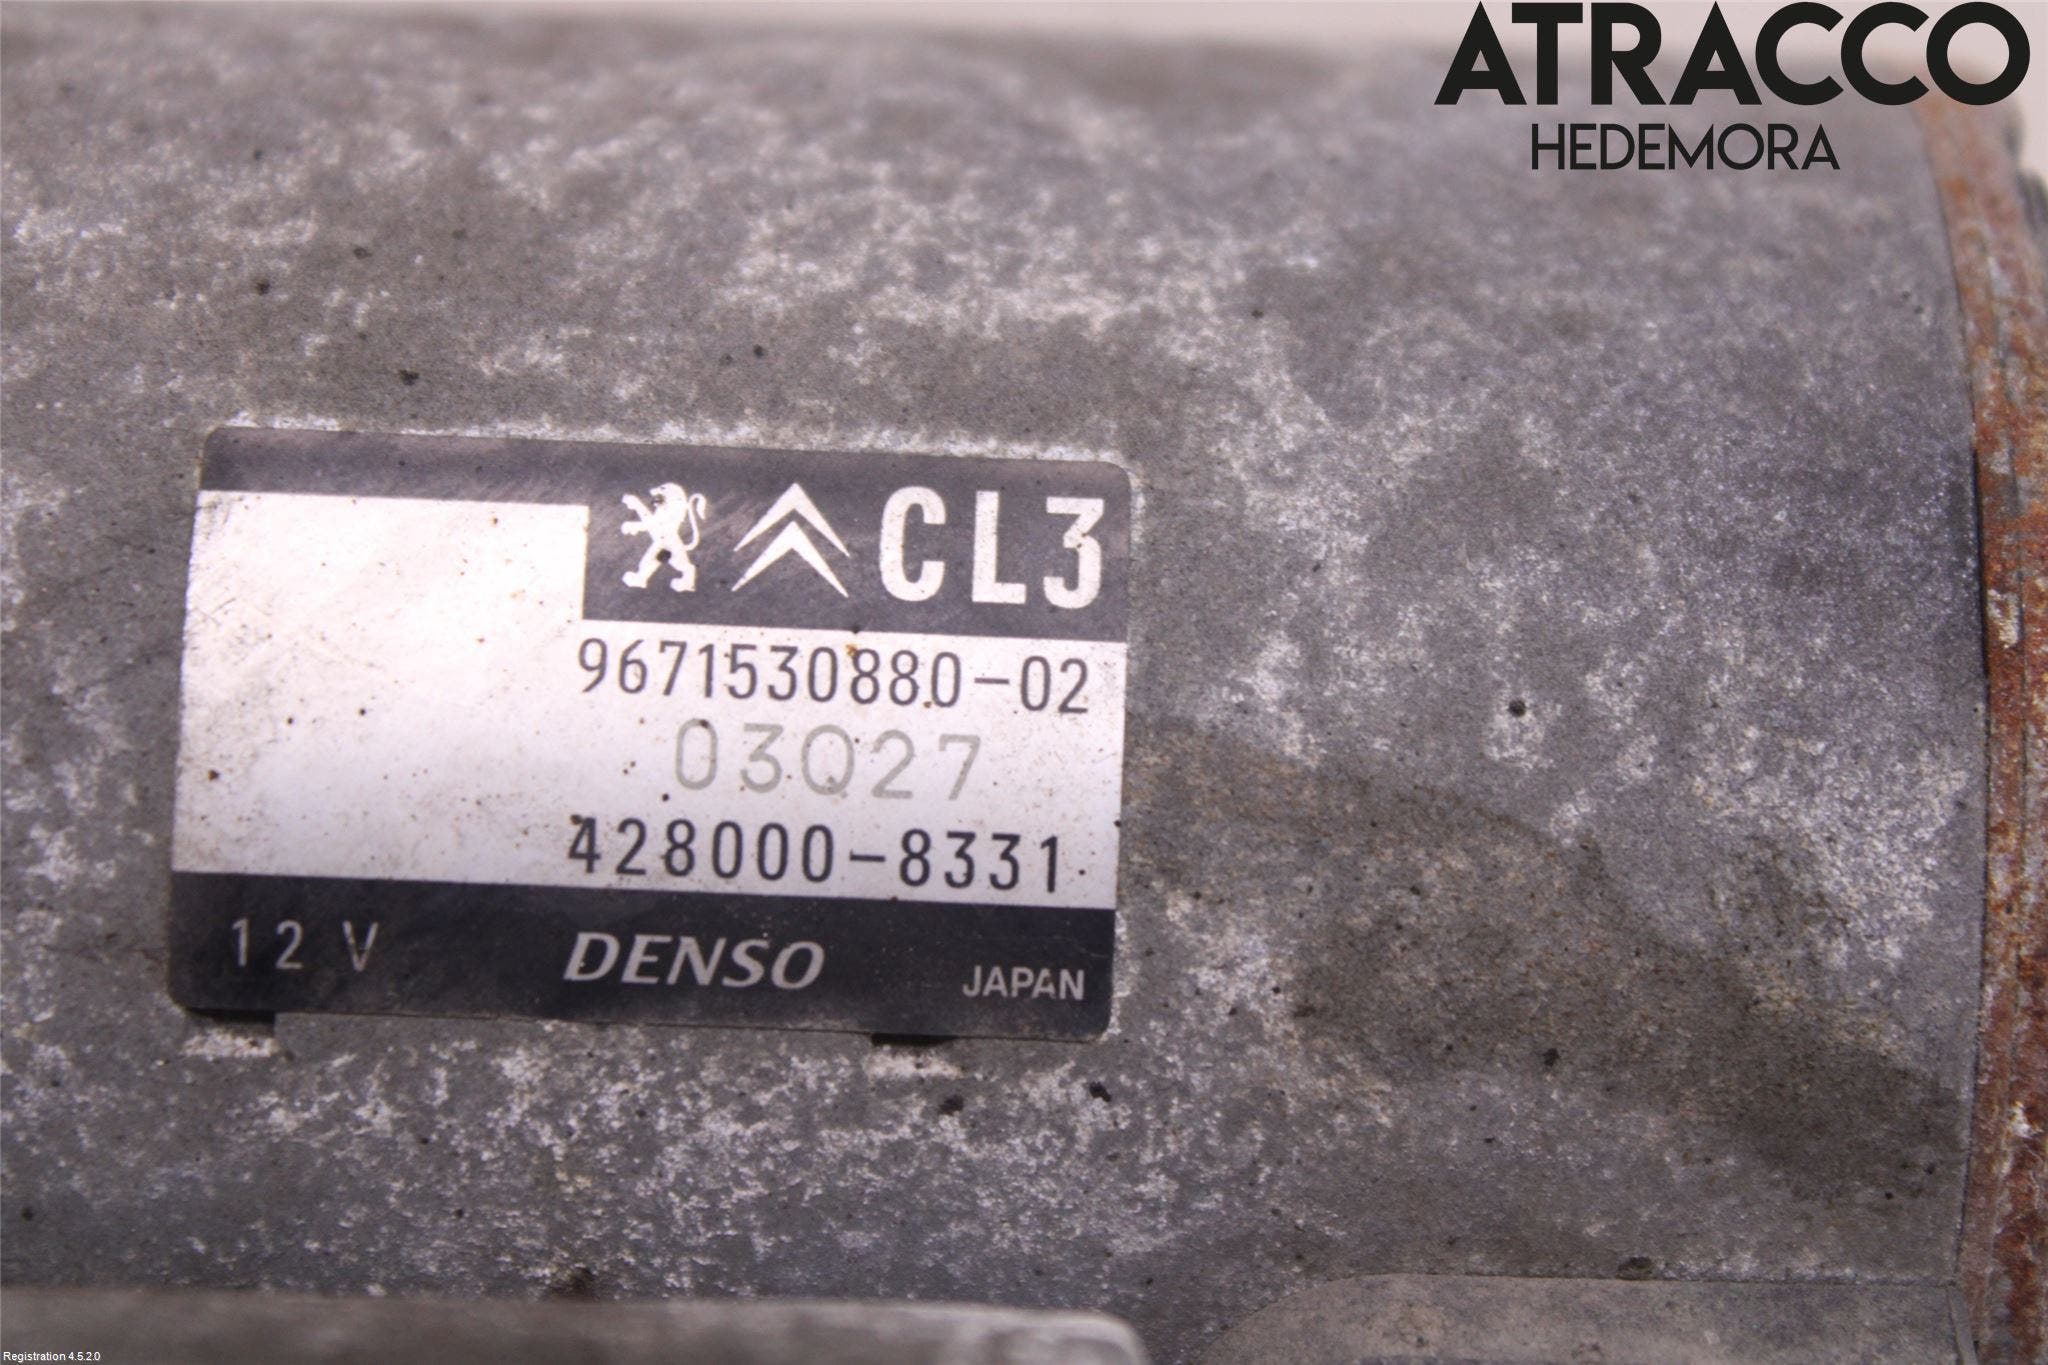 ATRACCO
HEDEMORA
CL3
9671530880-02
03Q27
428000-8331
12 V DENSO JAPAN
Registration 4.5.2.0